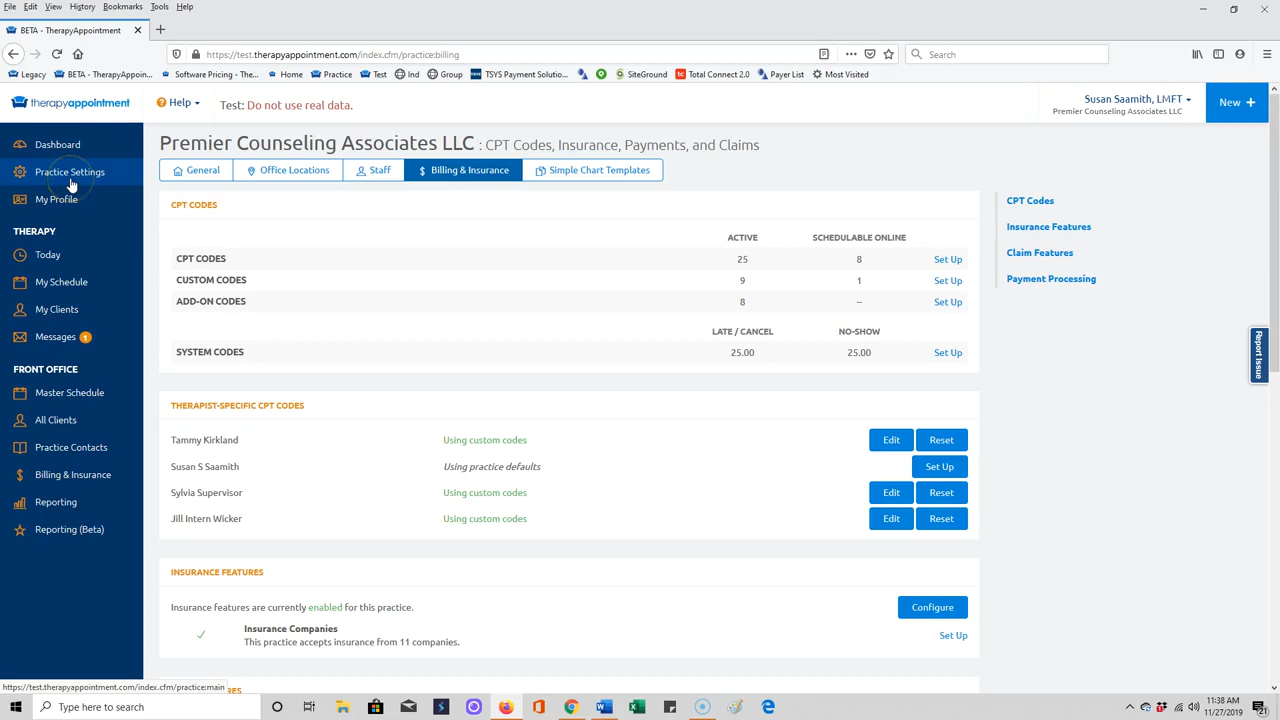 File Edit View History Bookmarks Tools Help
BETA - TherapyAppointment
https://test.therapyappointment.com/index.cfm/practice:billing
Search
Legacy BETA - TherapyAppoin... Software Pricing - The... Home Practice Test Ind Group TSYS Payment Solutio... SiteGround Total Connect 2.0 Payer List Most Visited
therapyappointment
Help
Test: Do not use real data.
Susan Saamith, LMFT
Premier Counseling Associates LLC
New +
Dashboard
Practice Settings
My Profile
THERAPY
Today
My Schedule
My Clients
Messages 1
FRONT OFFICE
Master Schedule
All Clients
Practice Contacts
Billing & Insurance
Reporting
Reporting (Beta)
Premier Counseling Associates LLC : CPT Codes, Insurance, Payments, and Claims
General Office Locations Staff $ Billing & Insurance Simple Chart Templates
CPT CODES
ACTIVE SCHEDULABLE ONLINE
CPT CODES 25 8 Set Up
CUSTOM CODES 9 1 Set Up
ADD-ON CODES 8 – Set Up
LATE / CANCEL NO-SHOW
SYSTEM CODES 25.00 25.00 Set Up
THERAPIST-SPECIFIC CPT CODES
Tammy Kirkland Using custom codes Edit Reset
Susan S Saamith Using practice defaults Set Up
Sylvia Supervisor Using custom codes Edit Reset
Jill Intern Wicker Using custom codes Edit Reset
INSURANCE FEATURES
Insurance features are currently enabled for this practice. Configure
Insurance Companies
This practice accepts insurance from 11 companies. Set Up
CPT Codes
Insurance Features
Claim Features
Payment Processing
Report Issue
https://test.therapyappointment.com/index.cfm/practice:main
Type here to search
11:38 AM
11/27/2019
21